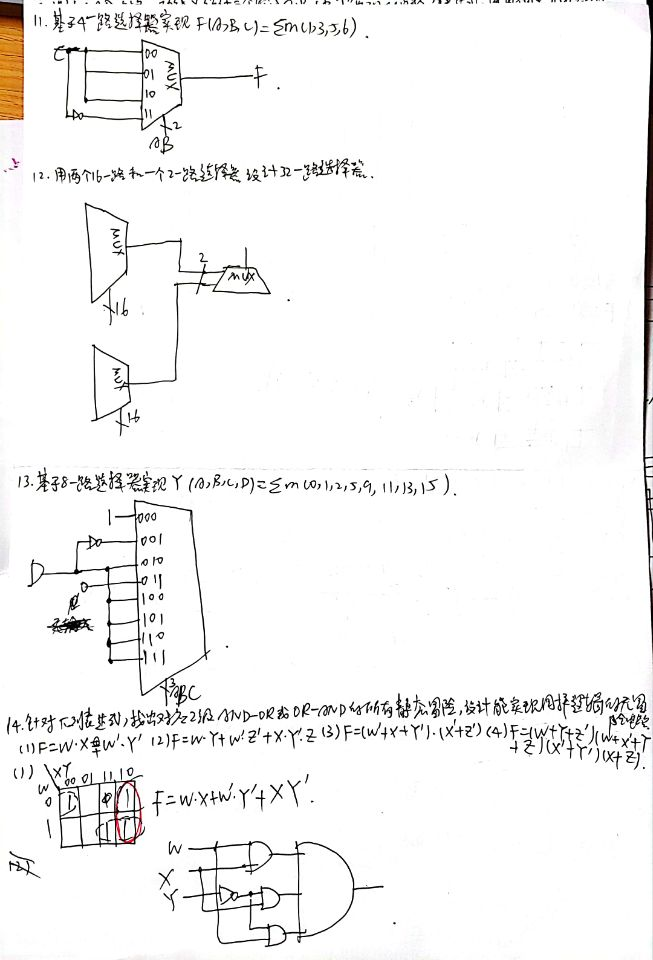 11. 基于4-路选择器实现 F(A,B,C)=Σm(1,3,5,6).
C
00
01
10
11
MUX
F
2
AB
12. 用两个16-路和一个2-路选择器设计32-路选择器.
MUX
2
MUX
16
MUX
16
13. 基于8-路选择器实现 Y(A,B,C,D)=Σm(0,1,2,5,9,11,13,15).
1
000
001
010
D
0
011
100
101
110
111
3
ABC
14. 针对下列表达式, 找出对应2级AND-OR或OR-AND的所有静态冒险, 设计能实现同样逻辑的无冒险电路
(1)F=W·X+W'·Y' (2)F=W·Y+W'Z'+X·Y'·Z (3)F=(W'+X+Y')·(X'+Z') (4)F=(W+Y+Z')(W+X'+Y
+Z)(X'+Y')(X+Z).
(1)
XY
W
00 01 11 10
0 1 1
1 1 1
F=W·X+W'·Y'+XY'.
W
X
Y